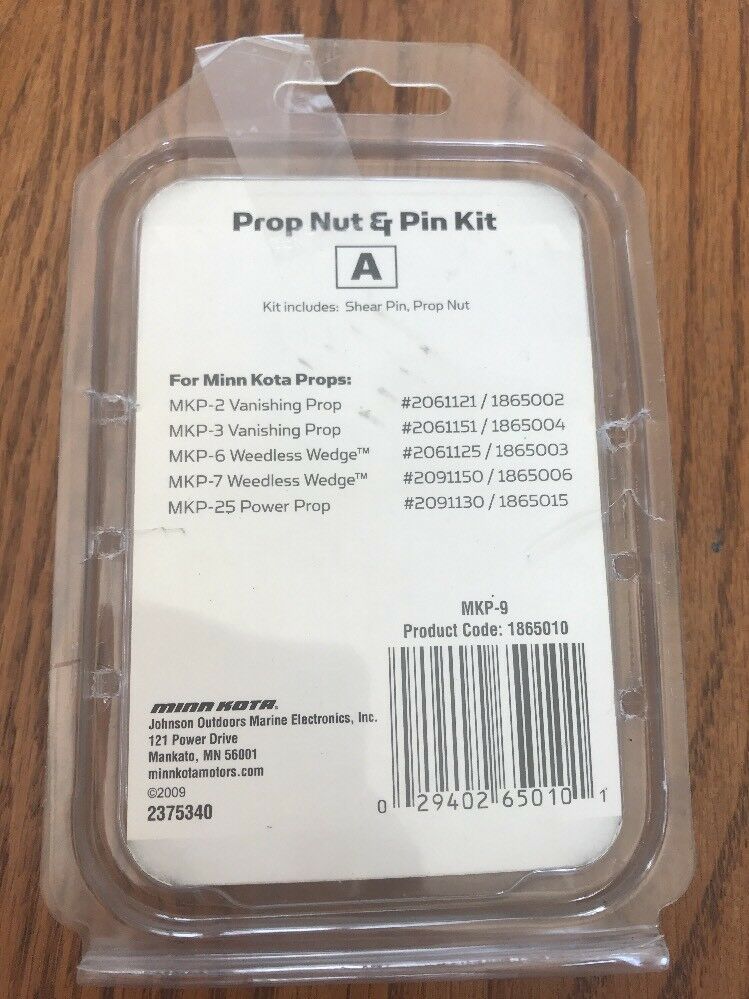 Prop Nut & Pin Kit
A
Kit includes: Shear Pin, Prop Nut
For Minn Kota Props:
MKP-2 Vanishing Prop #2061121 / 1865002
MKP-3 Vanishing Prop #2061151 / 1865004
MKP-6 Weedless Wedge™ #2061125 / 1865003
MKP-7 Weedless Wedge™ #2091150 / 1865006
MKP-25 Power Prop #2091130 / 1865015
MKP-9
Product Code: 1865010
MINN KOTA.
Johnson Outdoors Marine Electronics, Inc.
121 Power Drive
Mankato, MN 56001
minnkotamotors.com
©2009
2375340
0 29402 65010 1